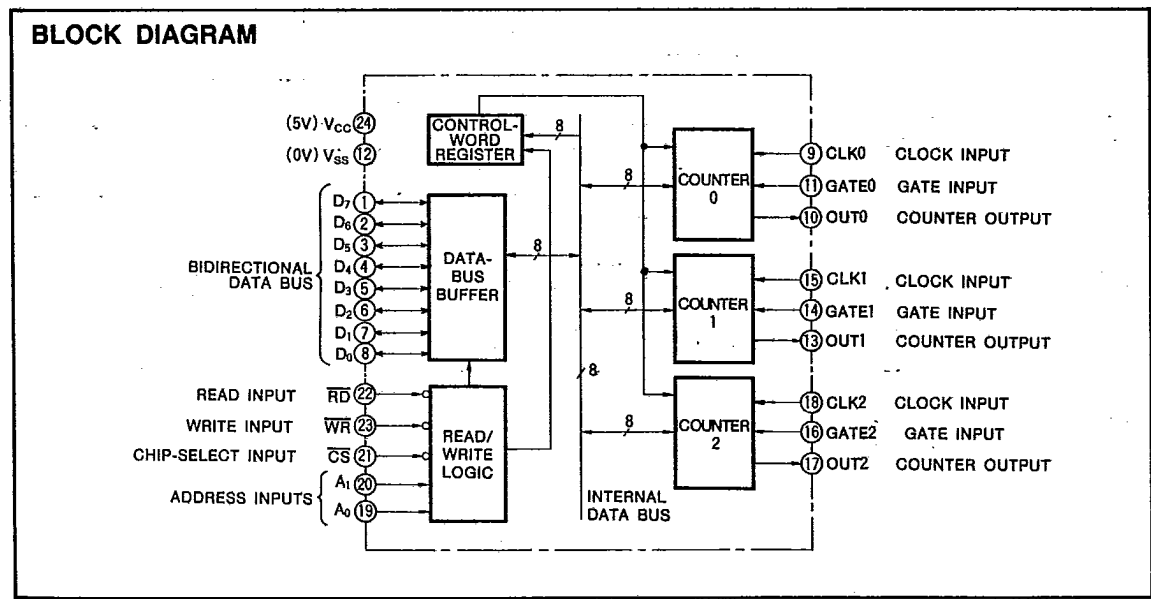 BLOCK DIAGRAM
(5V) VCC 24
(0V) VSS 12
D7 1
D6 2
D5 3
D4 4
D3 5
D2 6
D1 7
D0 8
BIDIRECTIONAL
DATA BUS
READ INPUT RD 22
WRITE INPUT WR 23
CHIP-SELECT INPUT CS 21
ADDRESS INPUTS
A1 20
A0 19
CONTROL-
WORD
REGISTER
DATA-
BUS
BUFFER
READ/
WRITE
LOGIC
8
8
8
8
8
8
INTERNAL
DATA BUS
COUNTER
0
COUNTER
1
COUNTER
2
9 CLK0 CLOCK INPUT
11 GATE0 GATE INPUT
10 OUT0 COUNTER OUTPUT
15 CLK1 CLOCK INPUT
14 GATE1 GATE INPUT
13 OUT1 COUNTER OUTPUT
18 CLK2 CLOCK INPUT
16 GATE2 GATE INPUT
17 OUT2 COUNTER OUTPUT